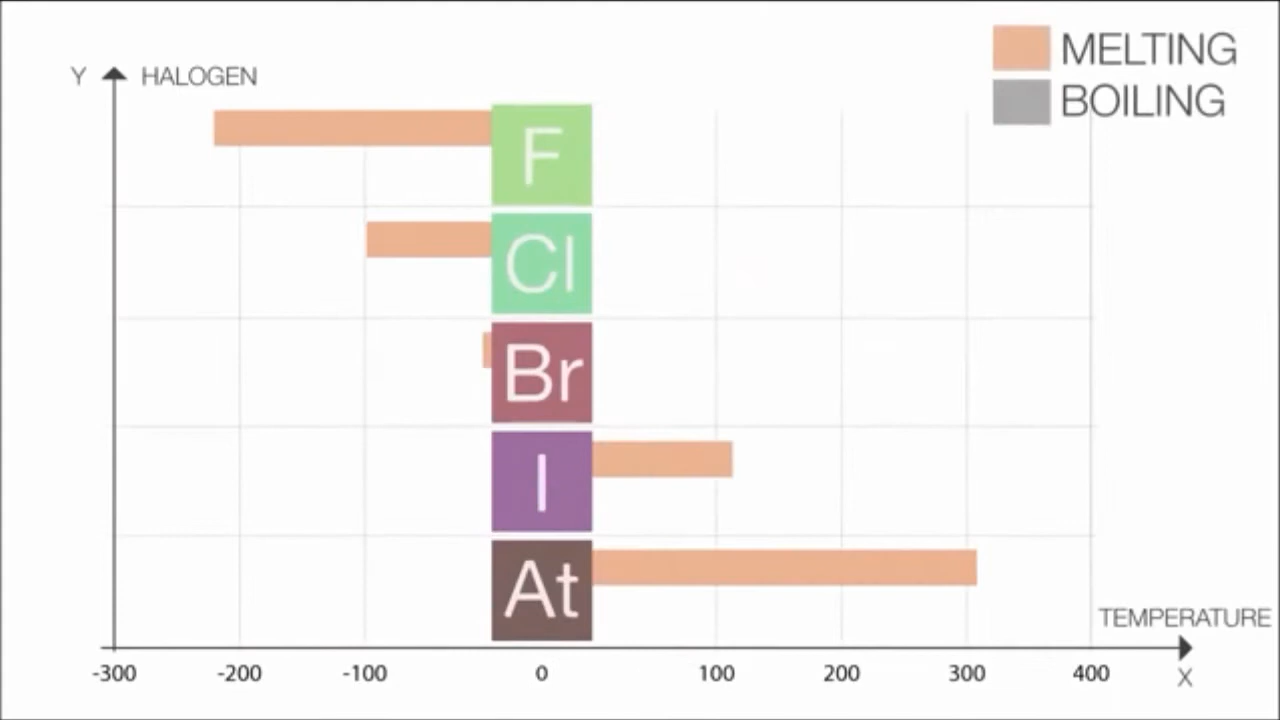 MELTING
BOILING
Y HALOGEN
F
Cl
Br
I
At
TEMPERATURE
-300 -200 -100 0 100 200 300 400
X